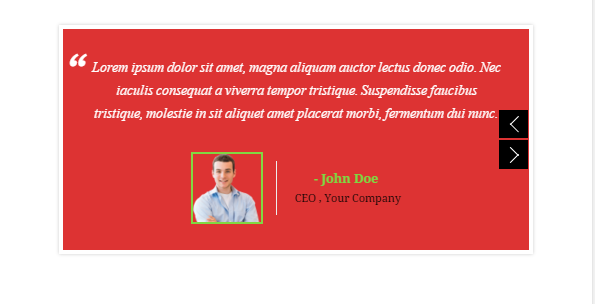 “ Lorem ipsum dolor sit amet, magna aliquam auctor lectus donec odio. Nec
iaculis consequat a viverra tempor tristique. Suspendisse faucibus
tristique, molestie in sit aliquet amet placerat morbi, fermentum dui nunc.
- John Doe
CEO , Your Company